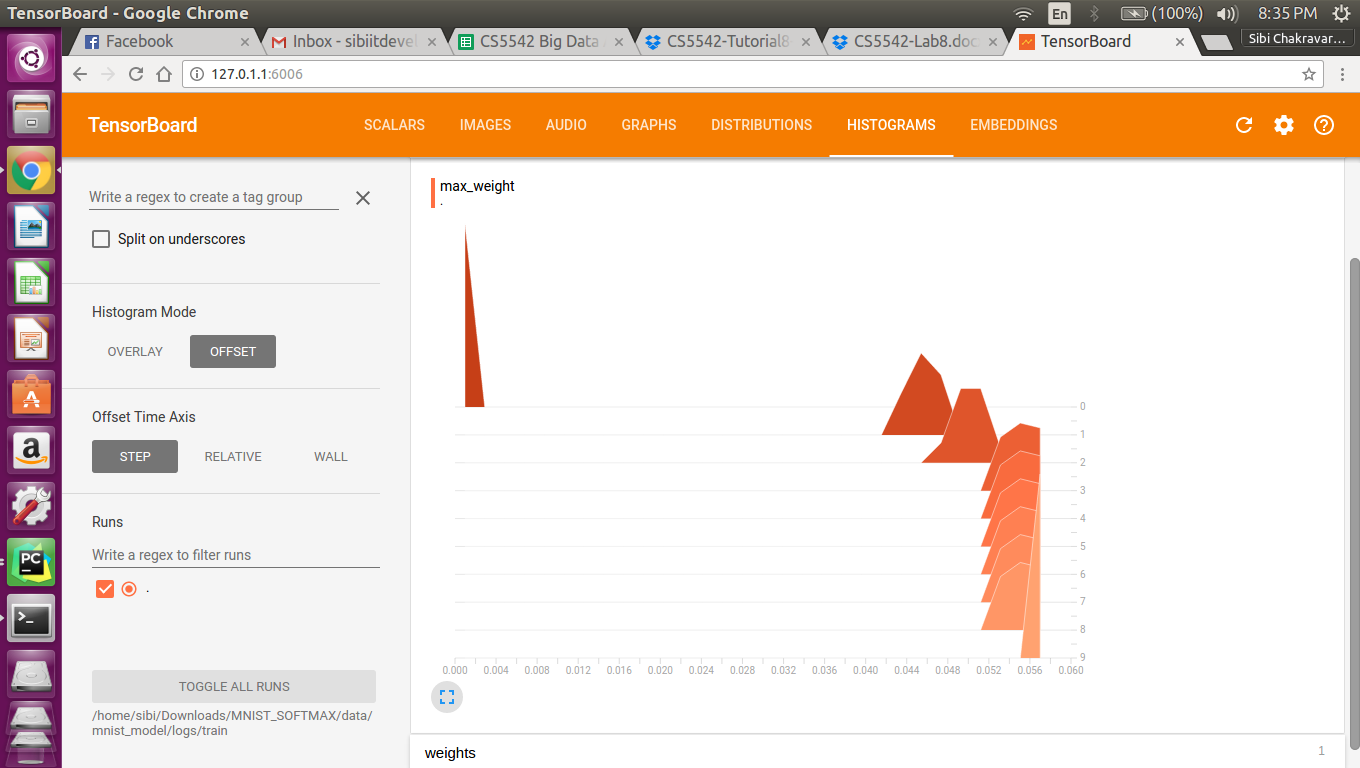 TensorBoard - Google Chrome
En
(100%)
8:35 PM
Facebook
Inbox - sibiitdevel
CS5542 Big Data
CS5542-Tutorial8
CS5542-Lab8.doc
TensorBoard
Sibi Chakravar...
127.0.1.1:6006
TensorBoard
SCALARS
IMAGES
AUDIO
GRAPHS
DISTRIBUTIONS
HISTOGRAMS
EMBEDDINGS
Write a regex to create a tag group
Split on underscores
Histogram Mode
OVERLAY
OFFSET
Offset Time Axis
STEP
RELATIVE
WALL
Runs
Write a regex to filter runs
.
TOGGLE ALL RUNS
/home/sibi/Downloads/MNIST_SOFTMAX/data/
mnist_model/logs/train
max_weight
.
0
1
2
3
4
5
6
7
8
9
0.000 0.004 0.008 0.012 0.016 0.020 0.024 0.028 0.032 0.036 0.040 0.044 0.048 0.052 0.056 0.060
weights
1
PC
>_